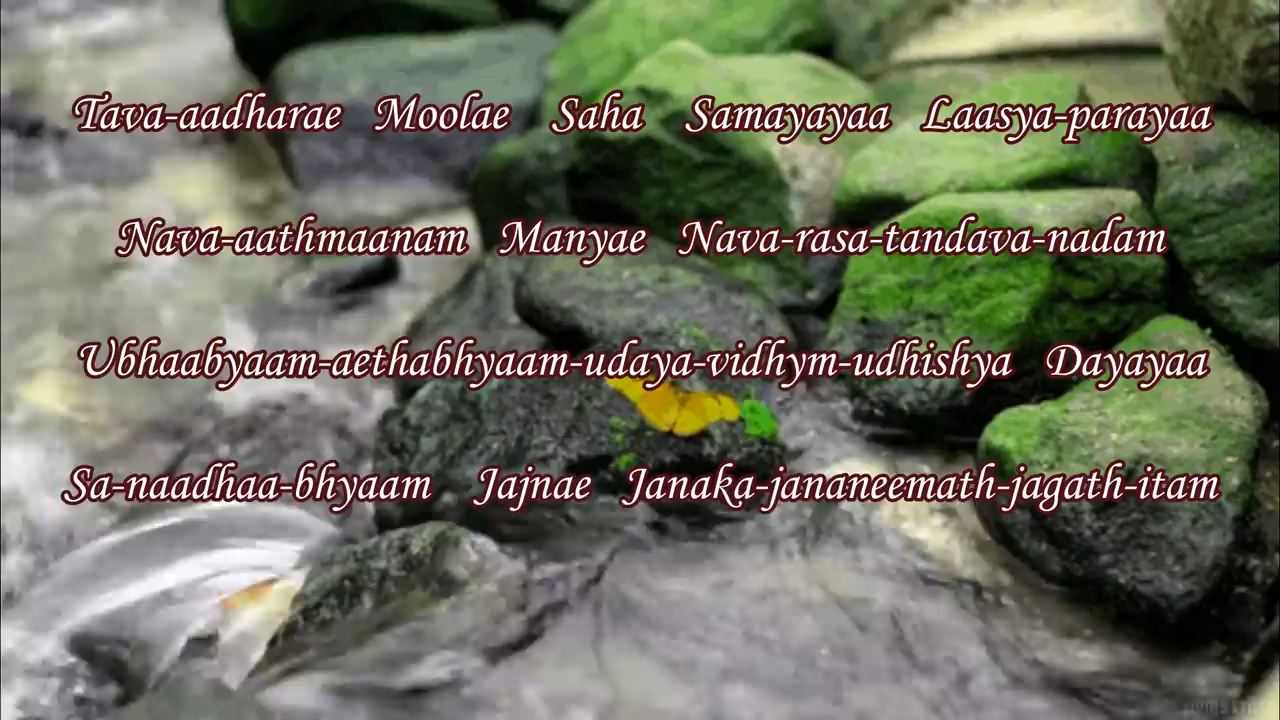 Tava-aadharae Moolae Saha Samayayaa Laasya-parayaa
Nava-aathmaanam Manyae Nava-rasa-tandava-nadam
Ubhaabyaam-aethabhyaam-udaya-vidhym-udhishya Dayayaa
Sa-naadhaa-bhyaam Jajnae Janaka-jananeemath-jagath-itam